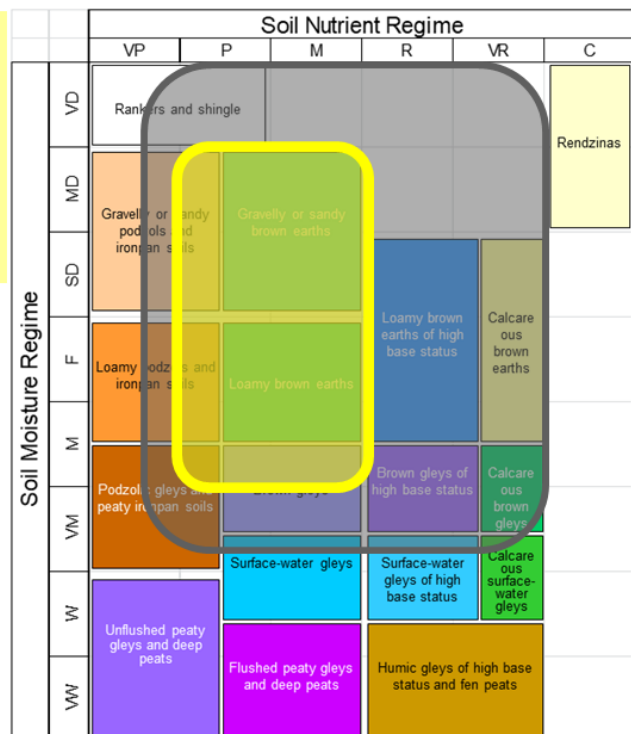 Soil Nutrient Regime
VP P M R VR C
Soil Moisture Regime
VD
MD
SD
F
M
VM
W
VW
Rankers and shingle
Rendzinas
Gravelly or sandy
podzols and
ironpan soils
Gravelly or sandy
brown earths
Loamy brown
earths of high
base status
Calcare
ous
brown
earths
Loamy podzols and
ironpan soils
Loamy brown earths
Podzolic gleys and
peaty ironpan soils
Brown gleys
Brown gleys of
high base status
Calcare
ous
brown
gleys
Surface-water gleys
Surface-water
gleys of high
base status
Calcare
ous
surface-
water
gleys
Unflushed peaty
gleys and deep
peats
Flushed peaty gleys
and deep peats
Humic gleys of high base
status and fen peats